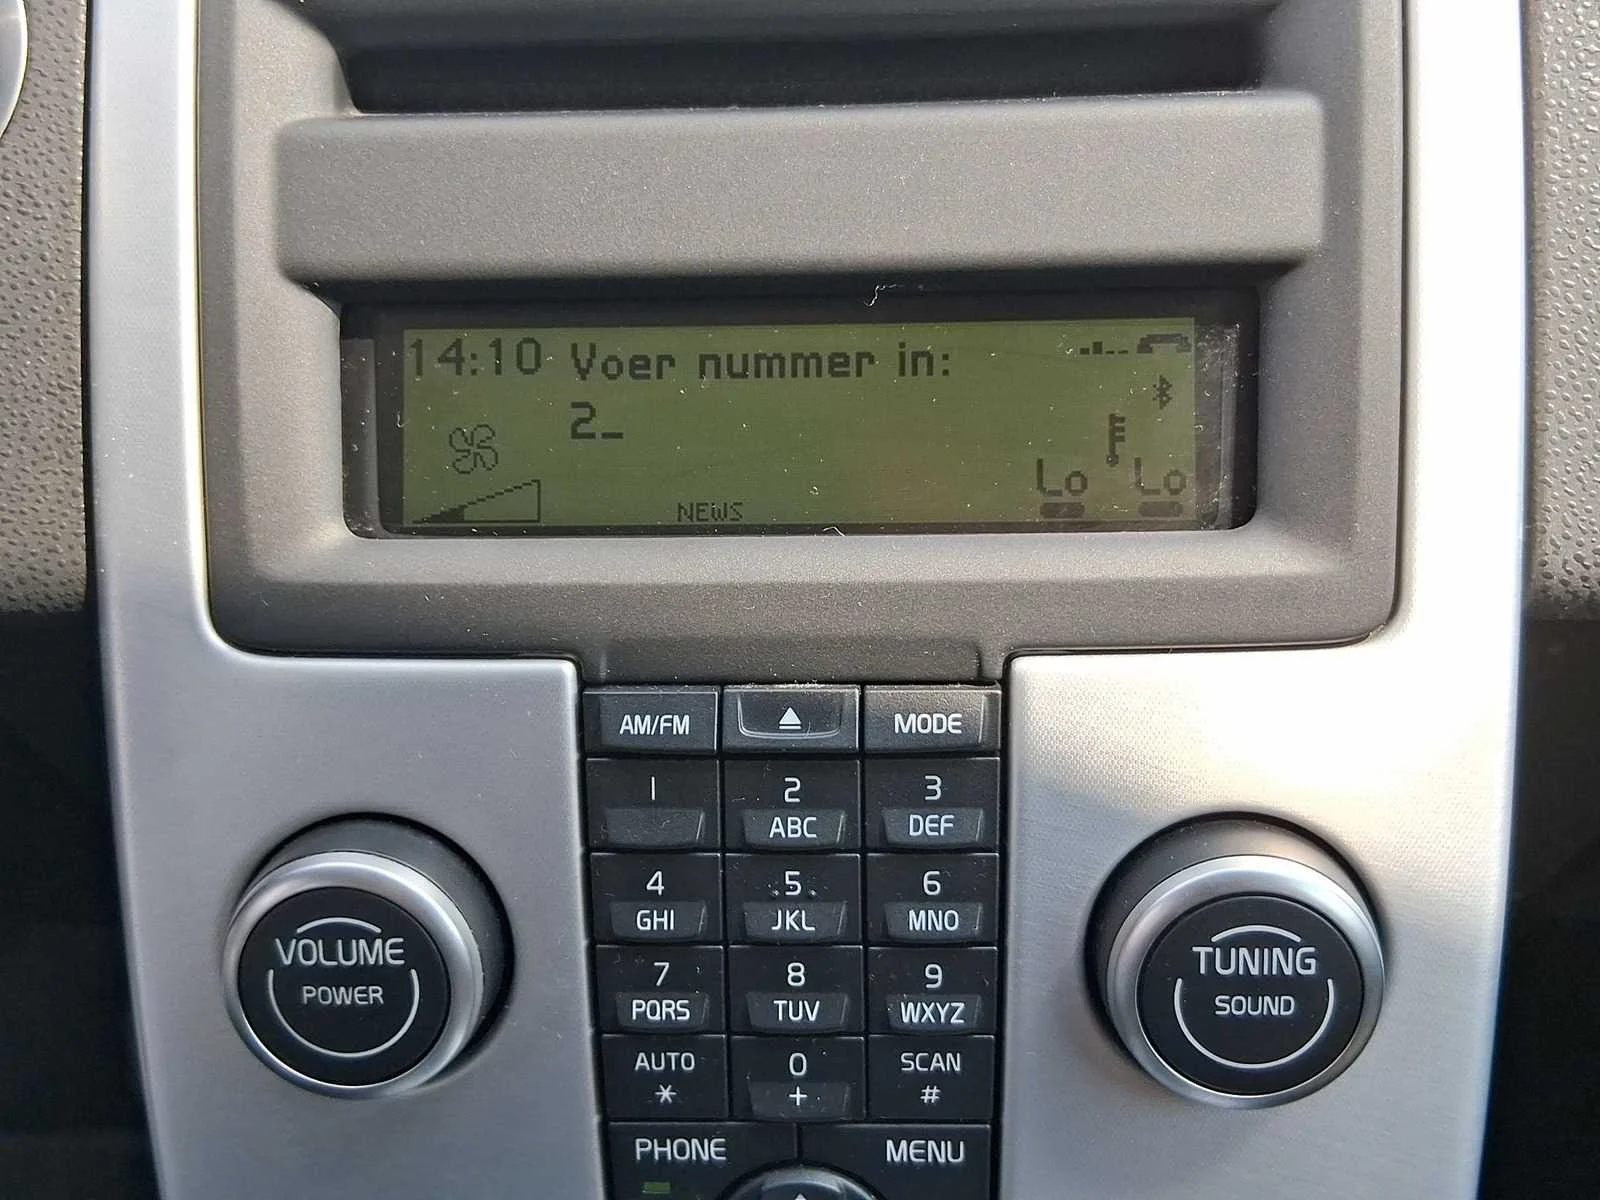 14:10 Voer nummer in:
2_
Lo Lo
NEWS
AM/FM MODE
1 2 3
ABC DEF
4 5 6
GHI JKL MNO
7 8 9
PQRS TUV WXYZ
AUTO 0 SCAN
* + #
VOLUME
POWER
TUNING
SOUND
PHONE MENU